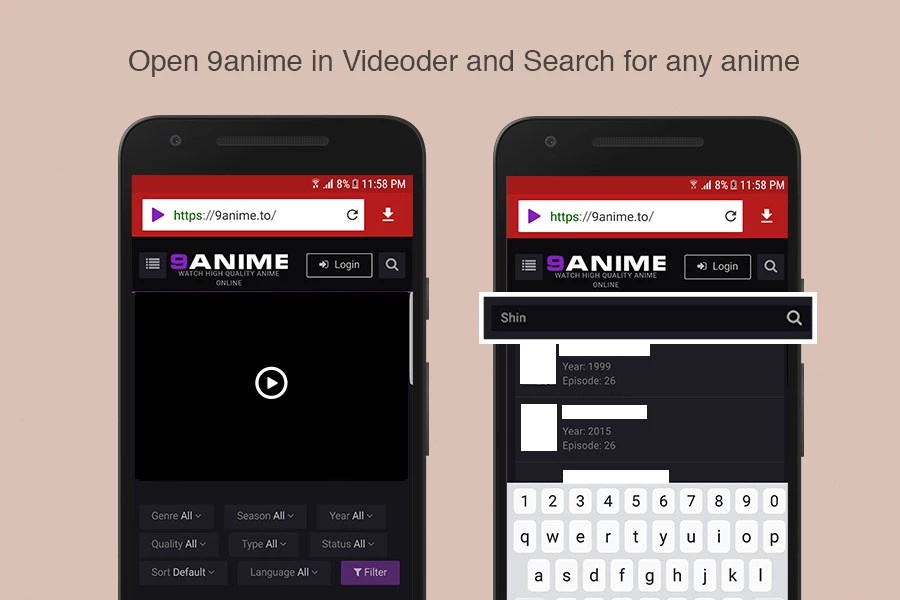 Open 9anime in Videoder and Search for any anime
8% 11:58 PM
https://9anime.to/
9ANIME
WATCH HIGH QUALITY ANIME
ONLINE
Login
Genre All
Season All
Year All
Quality All
Type All
Status All
Sort Default
Language All
Filter
8% 11:58 PM
https://9anime.to/
9ANIME
WATCH HIGH QUALITY ANIME
ONLINE
Login
Shin
Year: 1999
Episode: 26
Year: 2015
Episode: 26
1 2 3 4 5 6 7 8 9 0
q w e r t y u i o p
a s d f g h j k l